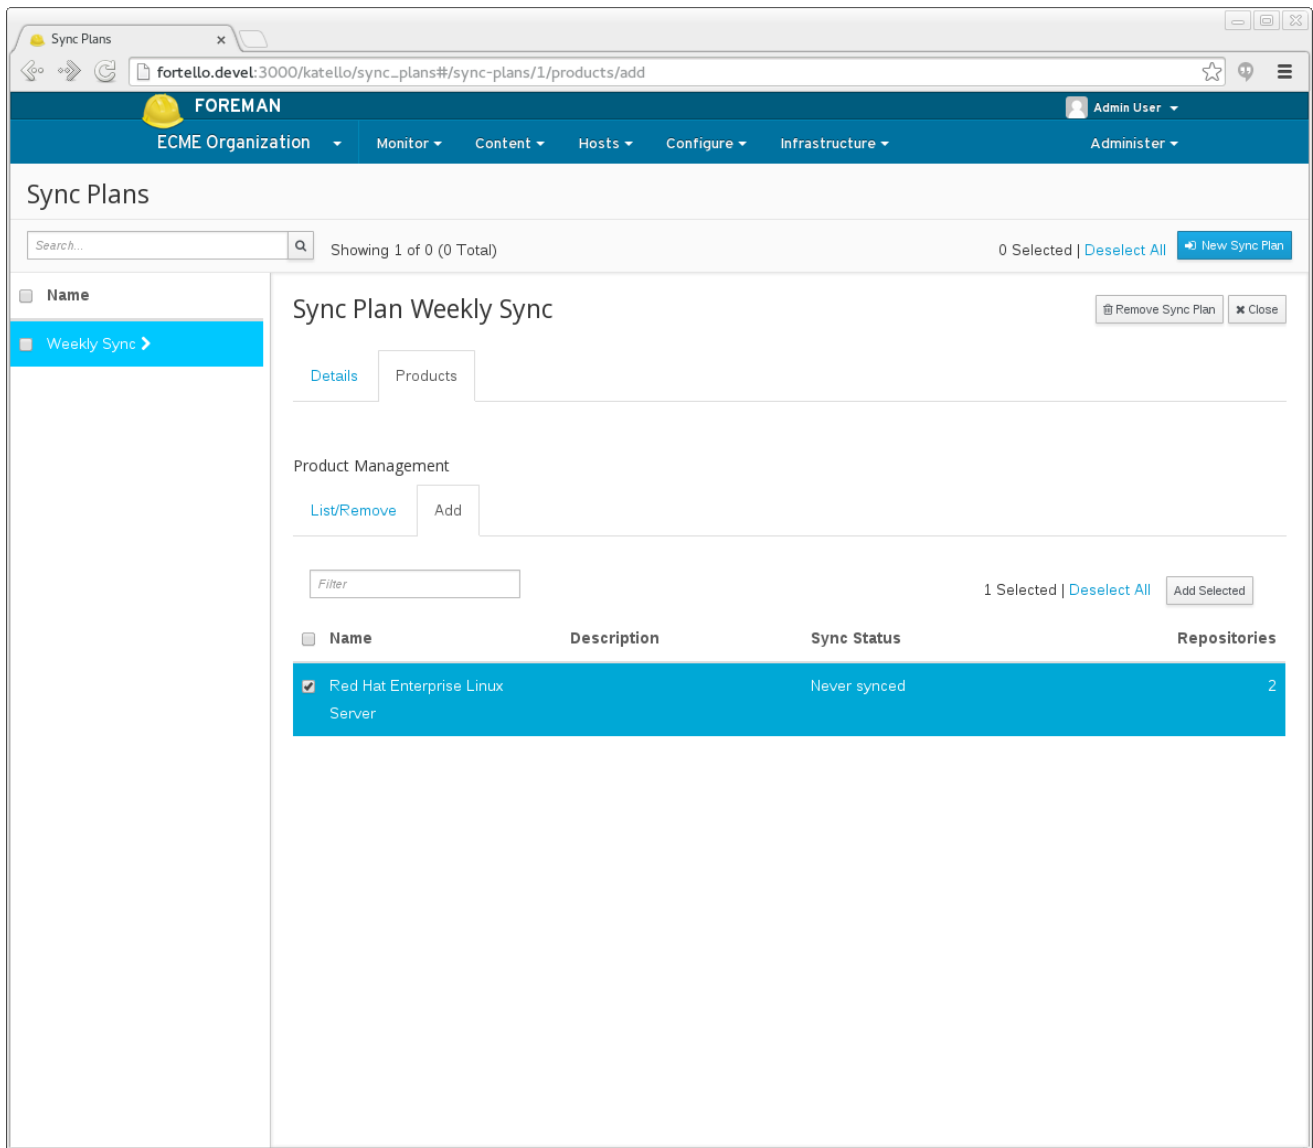 Sync Plans
fortello.devel:3000/katello/sync_plans#/sync-plans/1/products/add
FOREMAN
Admin User
ECME Organization Monitor Content Hosts Configure Infrastructure Administer
Sync Plans
Search... Showing 1 of 0 (0 Total) 0 Selected | Deselect All New Sync Plan
Name
Weekly Sync
Sync Plan Weekly Sync
Remove Sync Plan Close
Details Products
Product Management
List/Remove Add
Filter 1 Selected | Deselect All Add Selected
Name Description Sync Status Repositories
Red Hat Enterprise Linux Never synced 2
Server